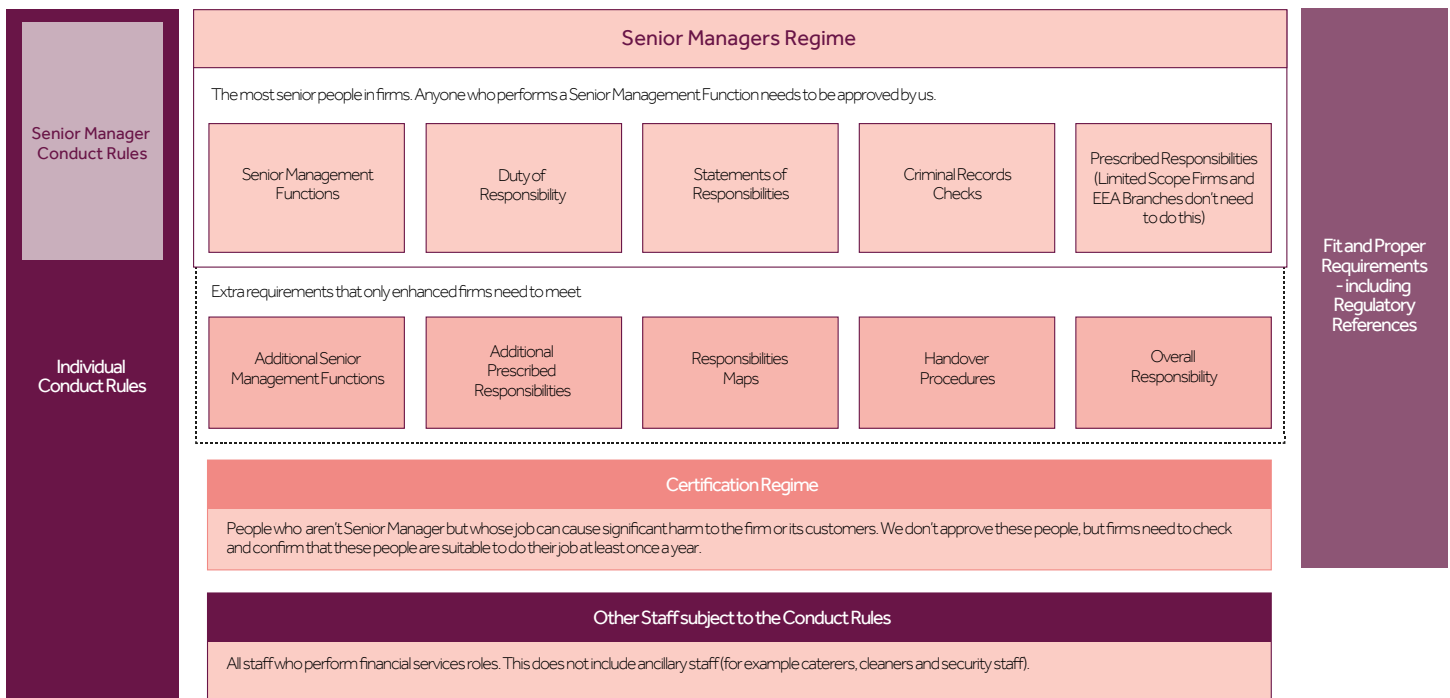 Senior Manager
Conduct Rules
Individual
Conduct Rules
Senior Managers Regime
The most senior people in firms. Anyone who performs a Senior Management Function needs to be approved by us.
Senior Management
Functions
Duty of
Responsibility
Statements of
Responsibilities
Criminal Records
Checks
Prescribed Responsibilities
(Limited Scope Firms and
EEA Branches don't need
to do this)
Extra requirements that only enhanced firms need to meet
Additional Senior
Management Functions
Additional
Prescribed
Responsibilities
Responsibilities
Maps
Handover
Procedures
Overall
Responsibility
Certification Regime
People who aren't Senior Manager but whose job can cause significant harm to the firm or its customers. We don't approve these people, but firms need to check
and confirm that these people are suitable to do their job at least once a year.
Other Staff subject to the Conduct Rules
All staff who perform financial services roles. This does not include ancillary staff (for example caterers, cleaners and security staff).
Fit and Proper
Requirements
- including
Regulatory
References